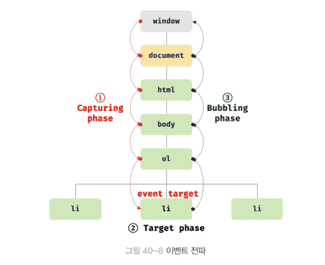 window
document
①
Capturing
phase
html
③
Bubbling
phase
body
ul
event target
li
li
li
② Target phase
그림 40-8 이벤트 전파